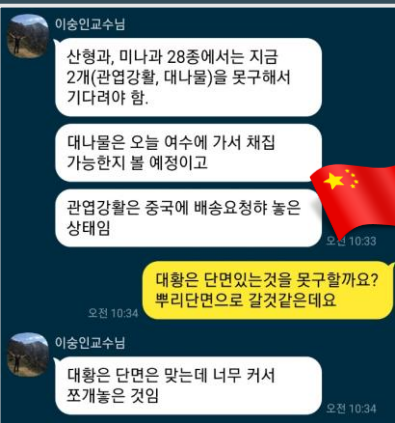 이숭인교수님
산형과, 미나과 28종에서는 지금
2개(관엽강활, 대나물)을 못구해서
기다려야 함.
대나물은 오늘 여수에 가서 채집
가능한지 볼 예정이고
관엽강활은 중국에 배송요청햐 놓은
상태임
오전 10:33
대황은 단면있는것을 못구할까요?
뿌리단면으로 갈것같은데요
오전 10:34
이숭인교수님
대황은 단면은 맞는데 너무 커서
쪼개놓은 것임
오전 10:34